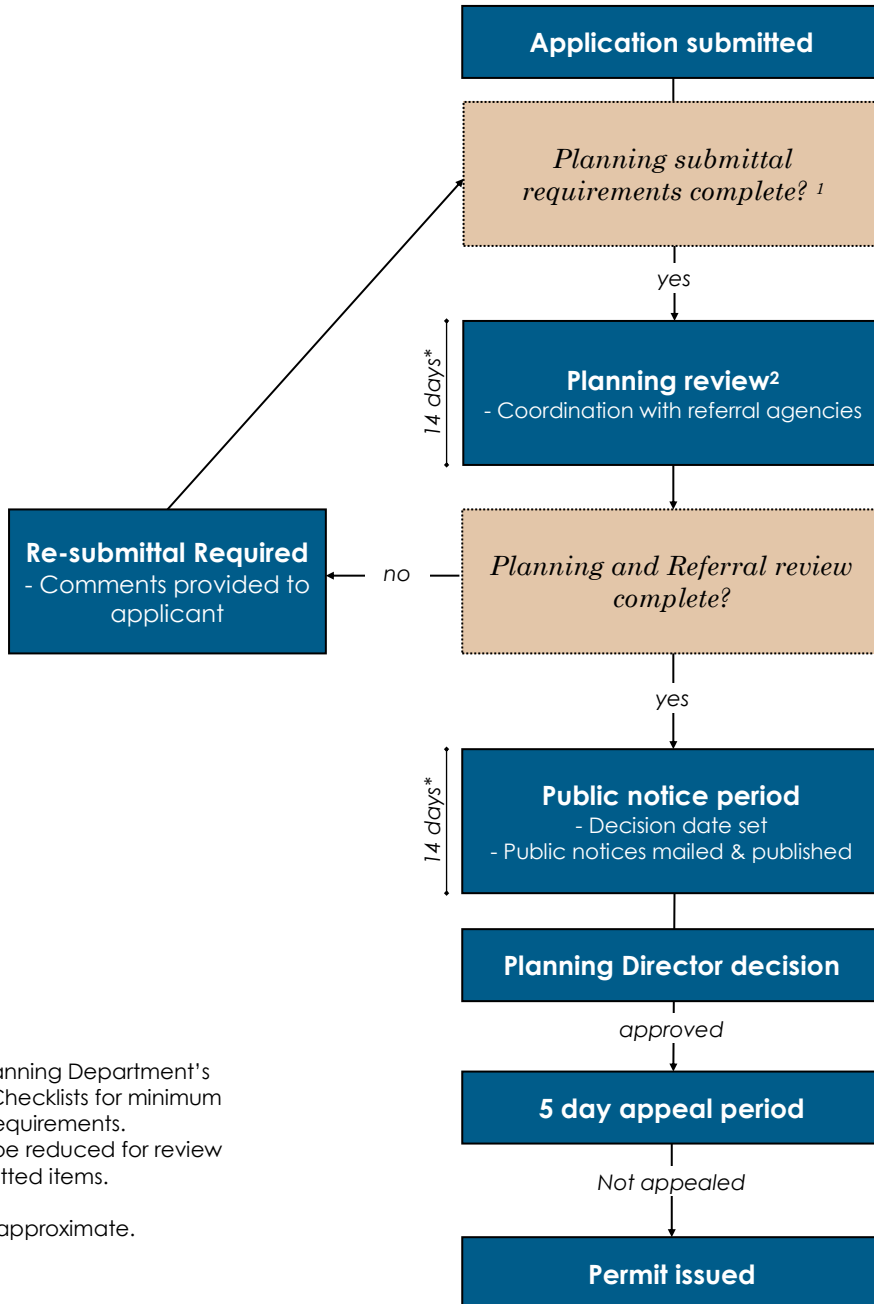 Application submitted
Planning submittal
requirements complete? 1
yes
14 days*
Planning review2
- Coordination with referral agencies
Re-submittal Required
- Comments provided to
applicant
no
Planning and Referral review
complete?
yes
14 days*
Public notice period
- Decision date set
- Public notices mailed & published
Planning Director decision
approved
5 day appeal period
Not appealed
Permit issued
Department's
Checklists for minimum
equirements.
be reduced for review
tted items.
approximate.